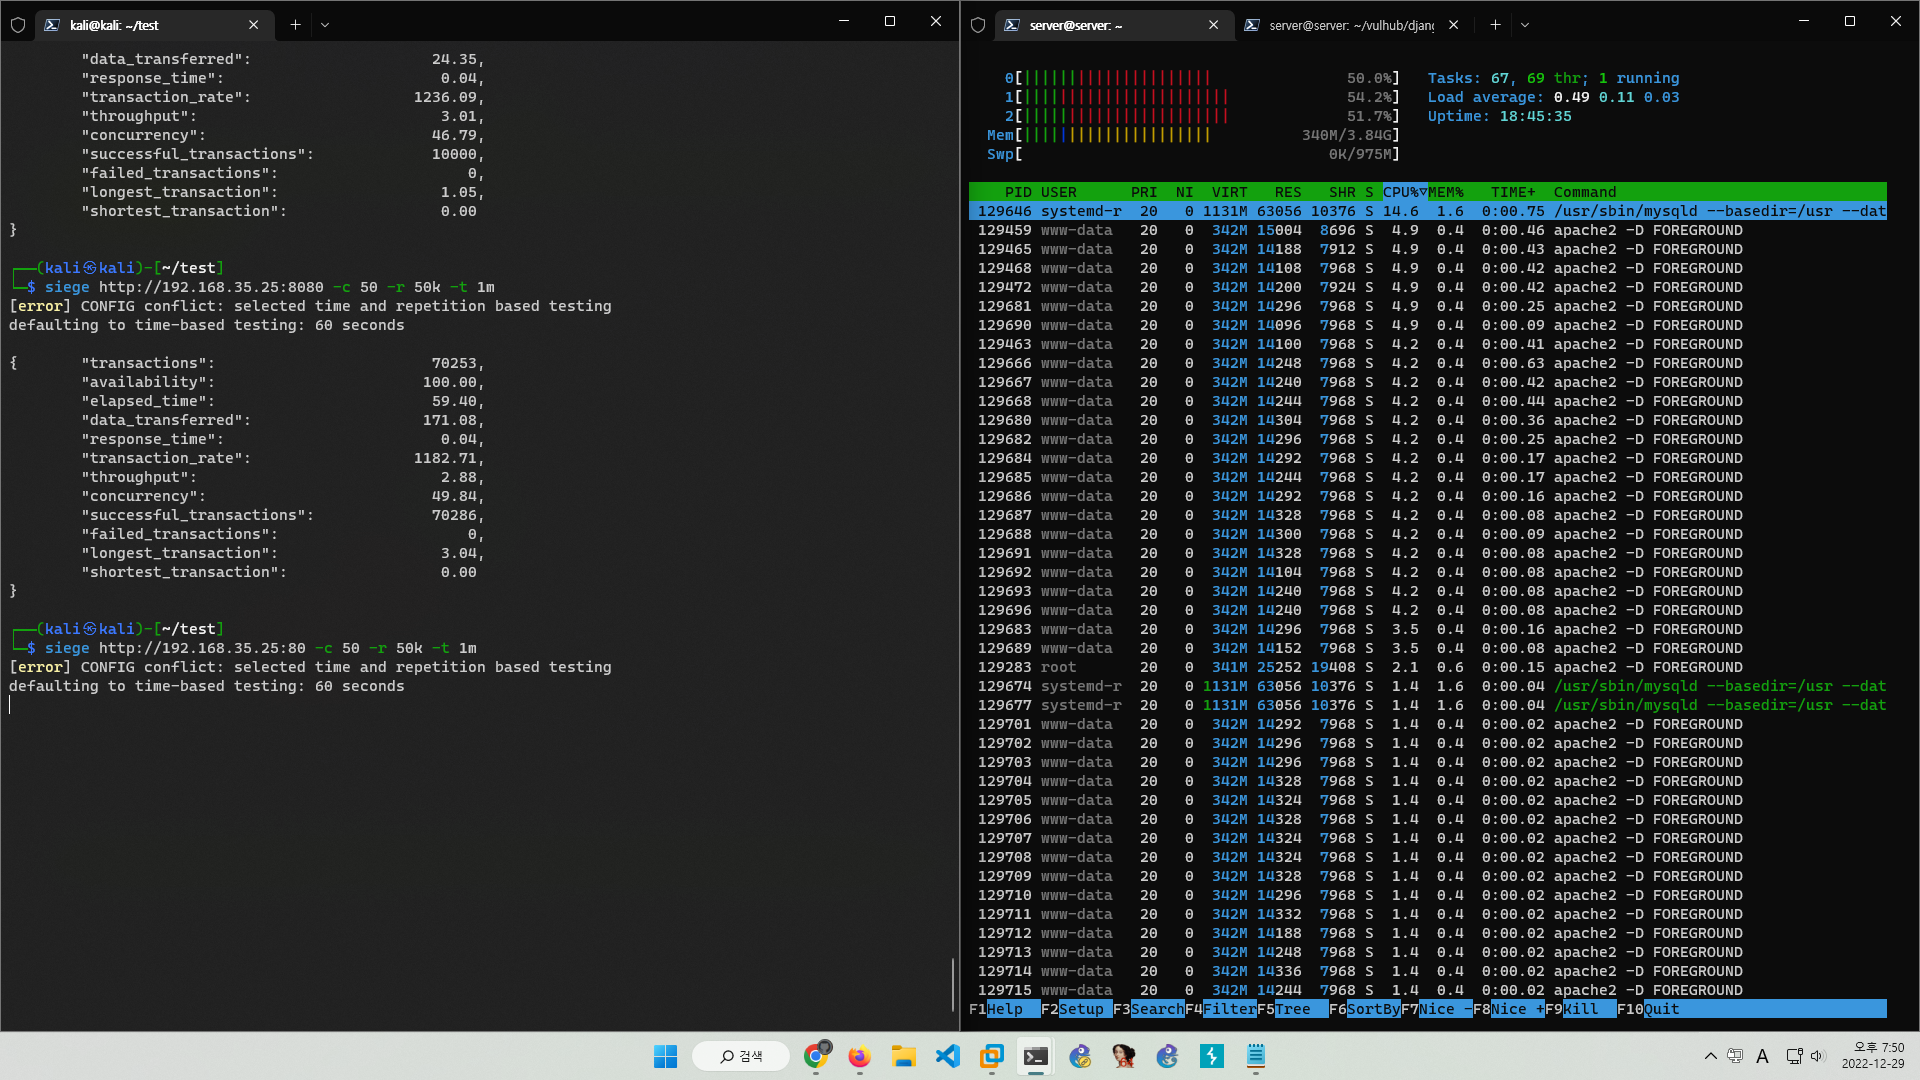 kali@kali: ~/test
"data_transferred": 24.35,
"response_time": 0.04,
"transaction_rate": 1236.09,
"throughput": 3.01,
"concurrency": 46.79,
"successful_transactions": 10000,
"failed_transactions": 0,
"longest_transaction": 1.05,
"shortest_transaction": 0.00
}
┌──(kali㉿kali)-[~/test]
└─$ siege http://192.168.35.25:8080 -c 50 -r 50k -t 1m
[error] CONFIG conflict: selected time and repetition based testing
defaulting to time-based testing: 60 seconds
{ "transactions": 70253,
"availability": 100.00,
"elapsed_time": 59.40,
"data_transferred": 171.08,
"response_time": 0.04,
"transaction_rate": 1182.71,
"throughput": 2.88,
"concurrency": 49.84,
"successful_transactions": 70286,
"failed_transactions": 0,
"longest_transaction": 3.04,
"shortest_transaction": 0.00
}
┌──(kali㉿kali)-[~/test]
└─$ siege http://192.168.35.25:80 -c 50 -r 50k -t 1m
[error] CONFIG conflict: selected time and repetition based testing
defaulting to time-based testing: 60 seconds
server@server: ~
server@server: ~/vulhub/djang
0[ 50.0%] Tasks: 67, 69 thr; 1 running
1[ 54.2%] Load average: 0.49 0.11 0.03
2[ 51.7%] Uptime: 18:45:35
Mem[ 340M/3.84G]
Swp[ 0K/975M]
PID USER PRI NI VIRT RES SHR S CPU%▽MEM% TIME+ Command
129646 systemd-r 20 0 1131M 63056 10376 S 14.6 1.6 0:00.75 /usr/sbin/mysqld --basedir=/usr --dat
129459 www-data 20 0 342M 15004 8696 S 4.9 0.4 0:00.46 apache2 -D FOREGROUND
129465 www-data 20 0 342M 14188 7912 S 4.9 0.4 0:00.43 apache2 -D FOREGROUND
129468 www-data 20 0 342M 14108 7968 S 4.9 0.4 0:00.42 apache2 -D FOREGROUND
129472 www-data 20 0 342M 14200 7924 S 4.9 0.4 0:00.42 apache2 -D FOREGROUND
129681 www-data 20 0 342M 14296 7968 S 4.9 0.4 0:00.25 apache2 -D FOREGROUND
129690 www-data 20 0 342M 14096 7968 S 4.9 0.4 0:00.09 apache2 -D FOREGROUND
129463 www-data 20 0 342M 14100 7968 S 4.2 0.4 0:00.41 apache2 -D FOREGROUND
129666 www-data 20 0 342M 14248 7968 S 4.2 0.4 0:00.63 apache2 -D FOREGROUND
129667 www-data 20 0 342M 14240 7968 S 4.2 0.4 0:00.42 apache2 -D FOREGROUND
129668 www-data 20 0 342M 14244 7968 S 4.2 0.4 0:00.44 apache2 -D FOREGROUND
129680 www-data 20 0 342M 14304 7968 S 4.2 0.4 0:00.36 apache2 -D FOREGROUND
129682 www-data 20 0 342M 14296 7968 S 4.2 0.4 0:00.25 apache2 -D FOREGROUND
129684 www-data 20 0 342M 14292 7968 S 4.2 0.4 0:00.17 apache2 -D FOREGROUND
129685 www-data 20 0 342M 14244 7968 S 4.2 0.4 0:00.17 apache2 -D FOREGROUND
129686 www-data 20 0 342M 14292 7968 S 4.2 0.4 0:00.16 apache2 -D FOREGROUND
129687 www-data 20 0 342M 14328 7968 S 4.2 0.4 0:00.08 apache2 -D FOREGROUND
129688 www-data 20 0 342M 14300 7968 S 4.2 0.4 0:00.09 apache2 -D FOREGROUND
129691 www-data 20 0 342M 14328 7968 S 4.2 0.4 0:00.08 apache2 -D FOREGROUND
129692 www-data 20 0 342M 14104 7968 S 4.2 0.4 0:00.08 apache2 -D FOREGROUND
129693 www-data 20 0 342M 14240 7968 S 4.2 0.4 0:00.08 apache2 -D FOREGROUND
129696 www-data 20 0 342M 14240 7968 S 4.2 0.4 0:00.08 apache2 -D FOREGROUND
129683 www-data 20 0 342M 14296 7968 S 3.5 0.4 0:00.16 apache2 -D FOREGROUND
129689 www-data 20 0 342M 14152 7968 S 3.5 0.4 0:00.08 apache2 -D FOREGROUND
129283 root 20 0 341M 25252 19408 S 2.1 0.6 0:00.15 apache2 -D FOREGROUND
129674 systemd-r 20 0 1131M 63056 10376 S 1.4 1.6 0:00.04 /usr/sbin/mysqld --basedir=/usr --dat
129677 systemd-r 20 0 1131M 63056 10376 S 1.4 1.6 0:00.04 /usr/sbin/mysqld --basedir=/usr --dat
129701 www-data 20 0 342M 14292 7968 S 1.4 0.4 0:00.02 apache2 -D FOREGROUND
129702 www-data 20 0 342M 14296 7968 S 1.4 0.4 0:00.02 apache2 -D FOREGROUND
129703 www-data 20 0 342M 14296 7968 S 1.4 0.4 0:00.02 apache2 -D FOREGROUND
129704 www-data 20 0 342M 14328 7968 S 1.4 0.4 0:00.02 apache2 -D FOREGROUND
129705 www-data 20 0 342M 14324 7968 S 1.4 0.4 0:00.02 apache2 -D FOREGROUND
129706 www-data 20 0 342M 14328 7968 S 1.4 0.4 0:00.02 apache2 -D FOREGROUND
129707 www-data 20 0 342M 14324 7968 S 1.4 0.4 0:00.02 apache2 -D FOREGROUND
129708 www-data 20 0 342M 14324 7968 S 1.4 0.4 0:00.02 apache2 -D FOREGROUND
129709 www-data 20 0 342M 14328 7968 S 1.4 0.4 0:00.02 apache2 -D FOREGROUND
129710 www-data 20 0 342M 14296 7968 S 1.4 0.4 0:00.02 apache2 -D FOREGROUND
129711 www-data 20 0 342M 14332 7968 S 1.4 0.4 0:00.02 apache2 -D FOREGROUND
129712 www-data 20 0 342M 14188 7968 S 1.4 0.4 0:00.02 apache2 -D FOREGROUND
129713 www-data 20 0 342M 14248 7968 S 1.4 0.4 0:00.02 apache2 -D FOREGROUND
129714 www-data 20 0 342M 14336 7968 S 1.4 0.4 0:00.02 apache2 -D FOREGROUND
129715 www-data 20 0 342M 14244 7968 S 1.4 0.4 0:00.02 apache2 -D FOREGROUND
F1Help F2Setup F3SearchF4FilterF5Tree F6SortByF7Nice -F8Nice +F9Kill F10Quit
검색
A
오후 7:50
2022-12-29